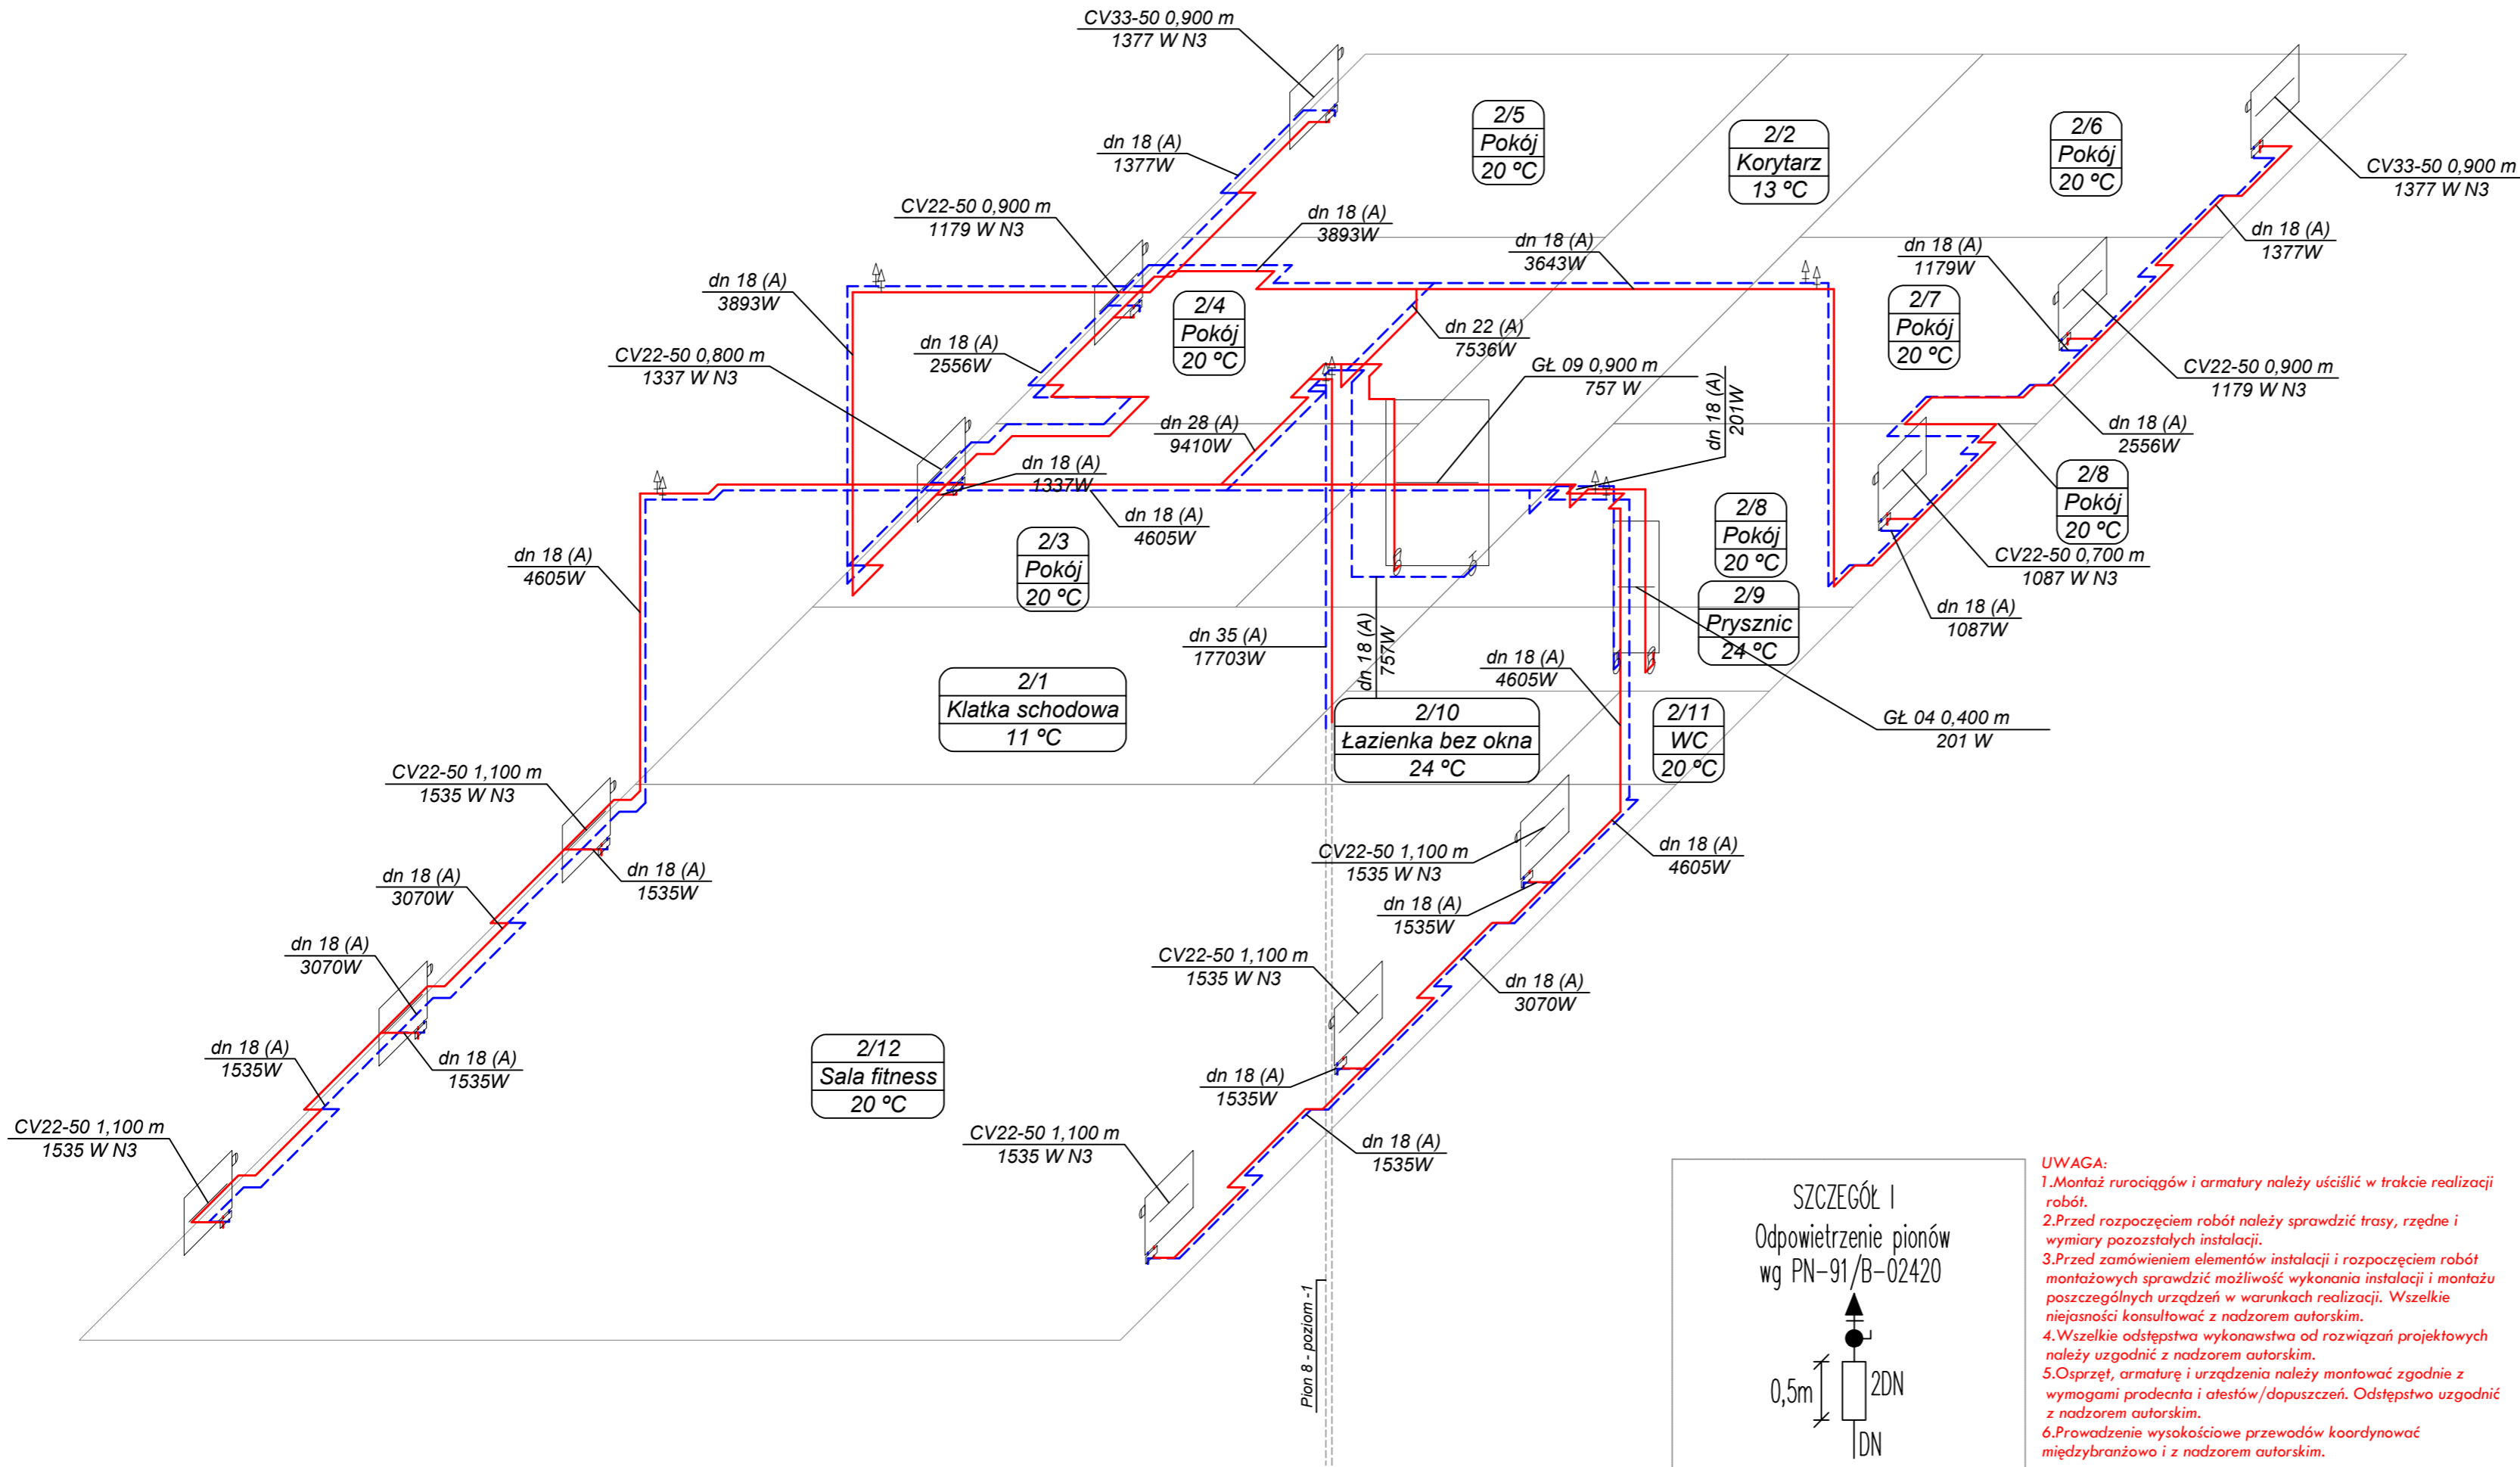 CV33-50 0,900 m
1377 W N3
dn 18 (A)
1377W
CV22-50 0,900 m
1179 W N3
dn 18 (A)
3893W
dn 18 (A)
3893W
dn 18 (A)
3643W
2/5
Pokój
20 ºC
2/2
Korytarz
13 ºC
2/6
Pokój
20 ºC
CV33-50 0,900 m
1377 W N3
dn 18 (A)
1377W
dn 18 (A)
1179W
2/7
Pokój
20 ºC
CV22-50 0,900 m
1179 W N3
2/4
Pokój
20 ºC
dn 18 (A)
2556W
CV22-50 0,800 m
1337 W N3
dn 22 (A)
7536W
GŁ 09 0,900 m
757 W
dn 18 (A)
201W
dn 28 (A)
9410W
dn 18 (A)
1337W
dn 18 (A)
4605W
dn 18 (A)
2556W
2/8
Pokój
20 ºC
2/8
Pokój
20 ºC
CV22-50 0,700 m
1087 W N3
dn 18 (A)
1087W
2/3
Pokój
20 ºC
dn 18 (A)
4605W
2/9
Prysznic
24 ºC
dn 35 (A)
17703W
dn 18 (A)
757W
dn 18 (A)
4605W
2/1
Klatka schodowa
11 ºC
2/10
Łazienka bez okna
24 ºC
2/11
WC
20 ºC
GŁ 04 0,400 m
201 W
CV22-50 1,100 m
1535 W N3
dn 18 (A)
1535W
dn 18 (A)
3070W
dn 18 (A)
3070W
dn 18 (A)
1535W
dn 18 (A)
1535W
CV22-50 1,100 m
1535 W N3
CV22-50 1,100 m
1535 W N3
dn 18 (A)
4605W
dn 18 (A)
1535W
CV22-50 1,100 m
1535 W N3
dn 18 (A)
3070W
dn 18 (A)
1535W
2/12
Sala fitness
20 ºC
CV22-50 1,100 m
1535 W N3
dn 18 (A)
1535W
Pion 8 - poziom -1
SZCZEGÓŁ I
Odpowietrzenie pionów
wg PN-91/B-02420
0,5m
2DN
DN
UWAGA:
1.Montaż rurociągów i armatury należy uściślić w trakcie realizacji
robót.
2.Przed rozpoczęciem robót należy sprawdzić trasy, rzędne i
wymiary pozozstałych instalacji.
3.Przed zamówieniem elementów instalacji i rozpoczęciem robót
montażowych sprawdzić możliwość wykonania instalacji i montażu
poszczególnych urządzeń w warunkach realizacji. Wszelkie
niejasności konsultować z nadzorem autorskim.
4.Wszelkie odstępstwa wykonawstwa od rozwiązań projektowych
należy uzgodnić z nadzorem autorskim.
5.Osprzęt, armaturę i urządzenia należy montować zgodnie z
wymogami prodecnta i atestów/dopuszczeń. Odstępstwo uzgodnić
z nadzorem autorskim.
6.Prowadzenie wysokościowe przewodów koordynować
międzybranżowo i z nadzorem autorskim.